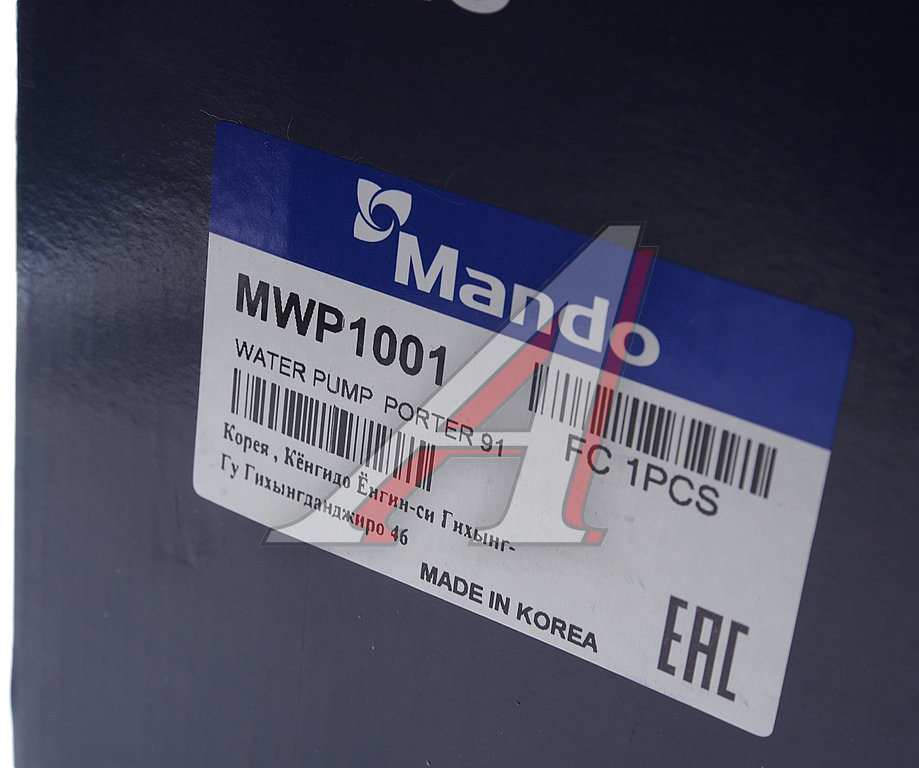 Mando
MWP1001
WATER PUMP PORTER 91
FC 1PCS
Корея , Кёнгидо Ёнгин-си Гихынг-
Гу Гихынгданджиро 46
MADE IN KOREA
EAC